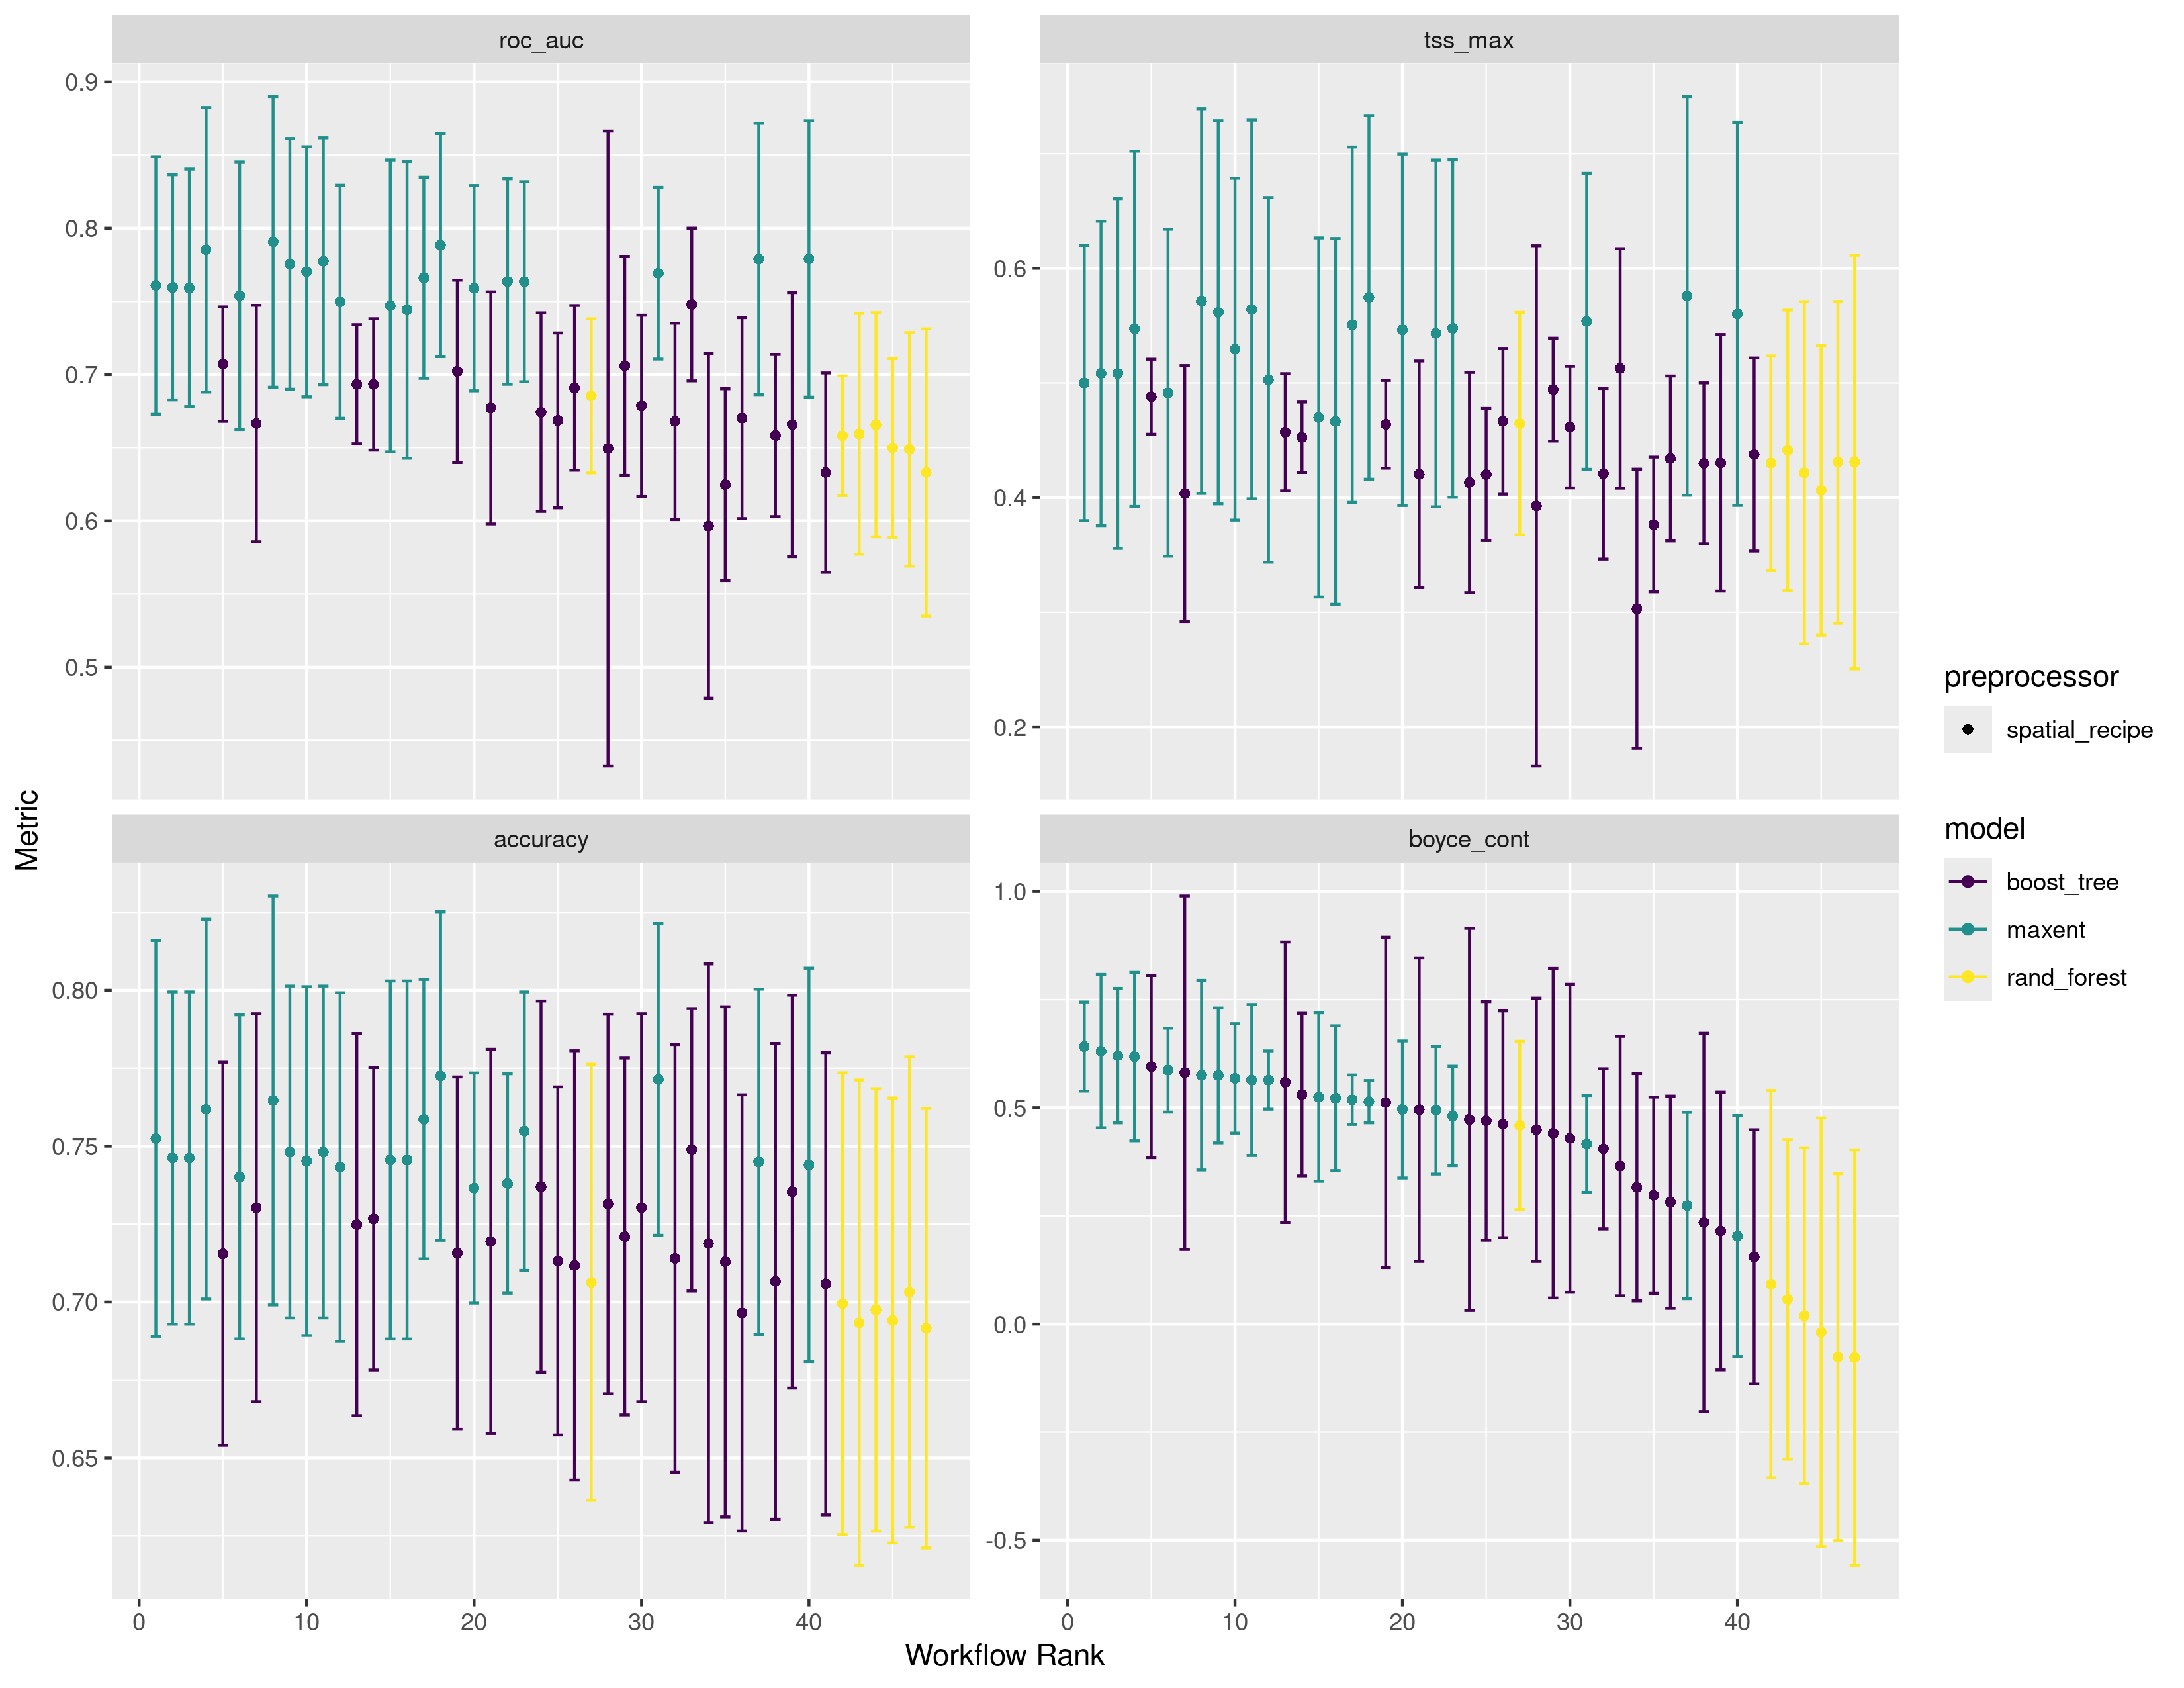 roc_auc
tss_max
0.9
0.8
0.7
0.6
0.5
0.6
0.4
0.2
accuracy
boyce_cont
0.80
0.75
0.70
0.65
1.0
0.5
0.0
-0.5
0 10 20 30 40
0 10 20 30 40
Workflow Rank
Metric
preprocessor
spatial_recipe
model
boost_tree
maxent
rand_forest